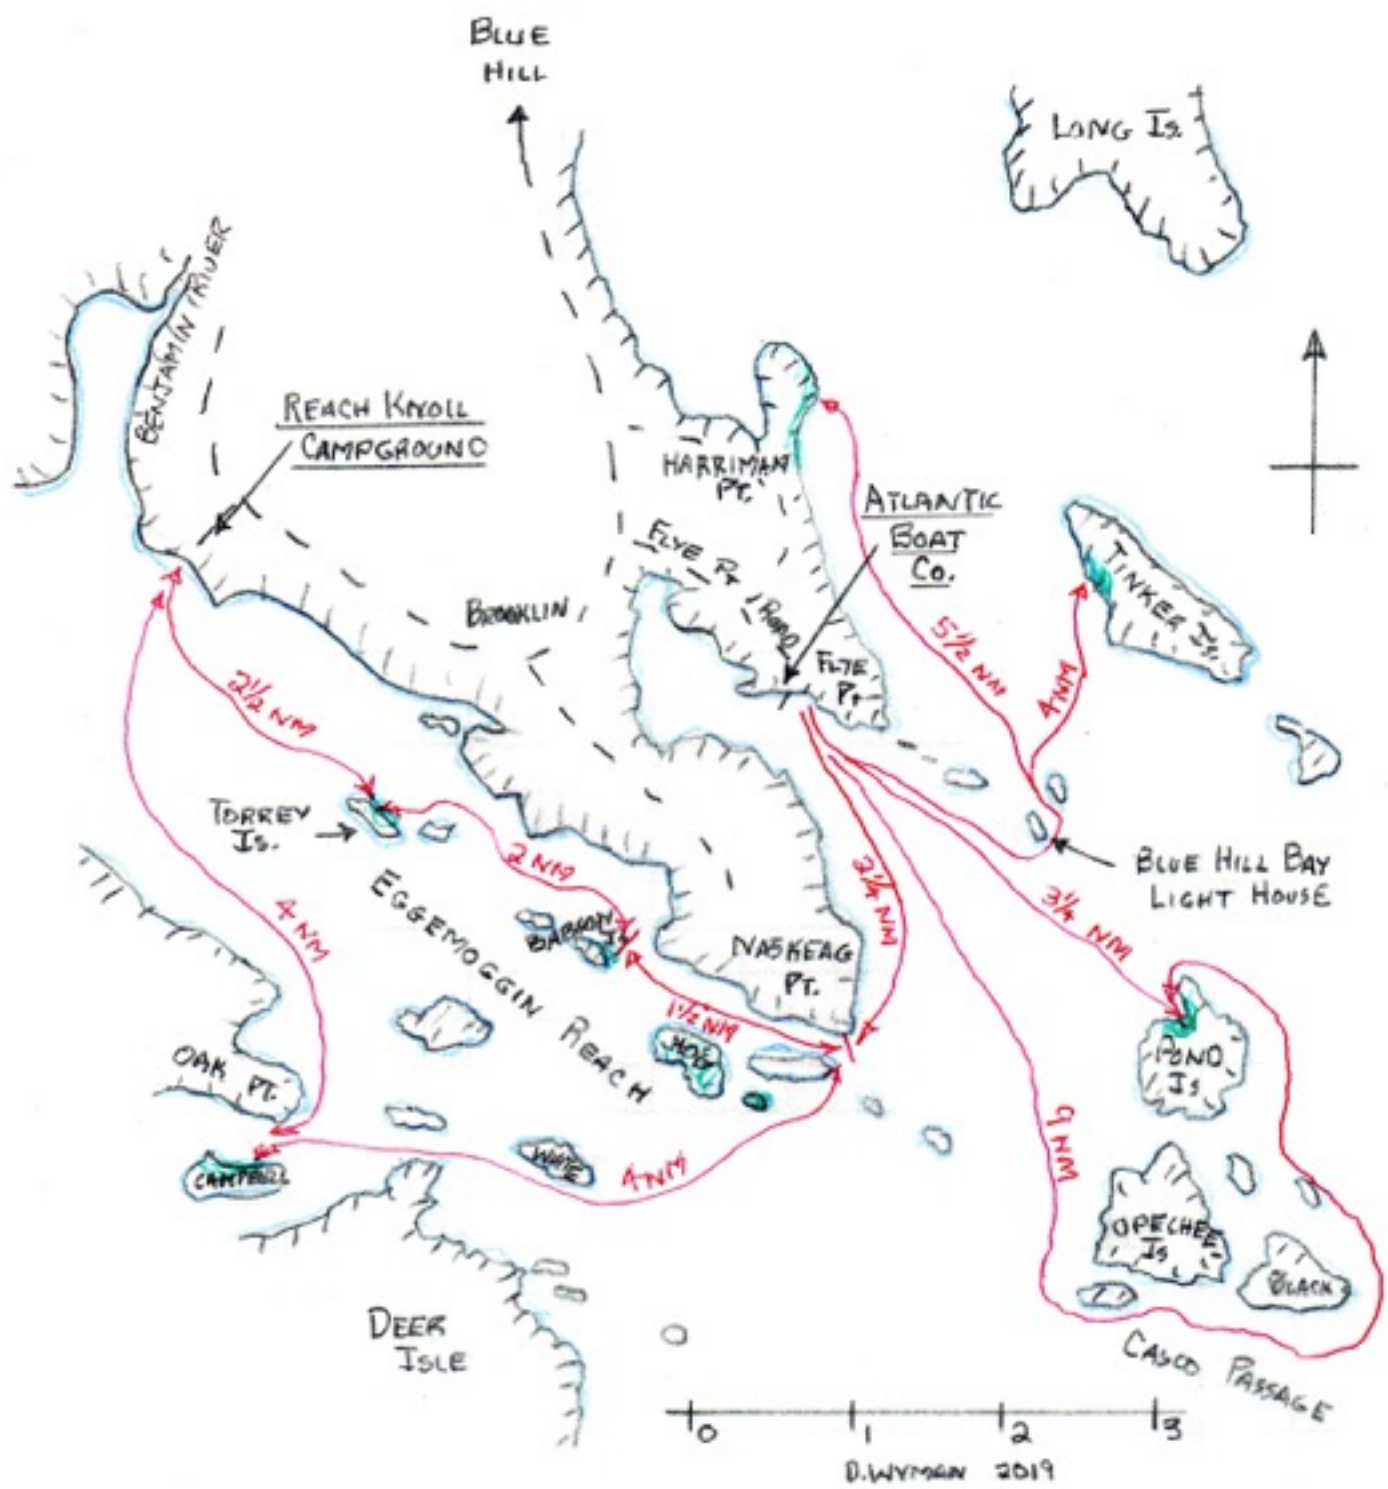 BLUE
HILL
LONG IS.
BENJAMIN RIVER
REACH KNOLL
CAMPGROUND
HARRIMAN
PT.
ATLANTIC
BOAT
CO.
FLYE PT ROAD
TINKER IS.
BROOKLIN
FLYE
PT
5½ NM
4 NM
2½ NM
TORREY
IS.
2 NM
2¼ NM
BLUE HILL BAY
LIGHT HOUSE
3¼ NM
EGGEMOGGIN REACH
4 NM
BABSON
IS
NASKEAG
PT.
1½ NM
HOG
OAK PT.
POND
IS
9 NM
CAMPBELL
WHITE
4 NM
OPECHEE
IS
BLACK
DEER
ISLE
CASCO PASSAGE
0 1 2 3
D.WYMAN 2019